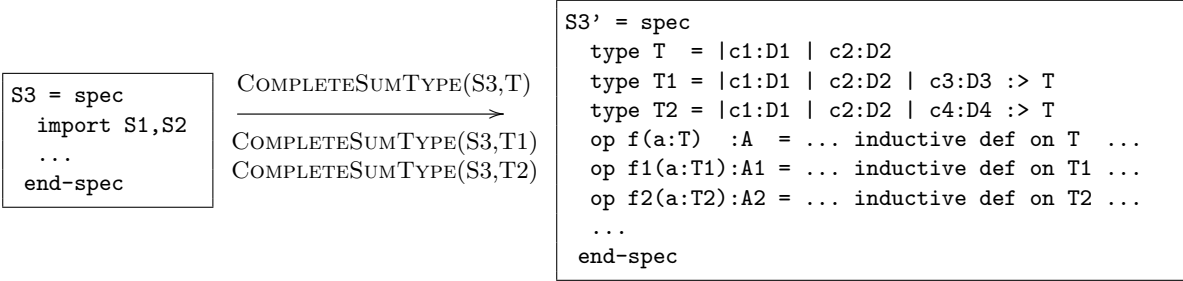 S3 = spec
  import S1,S2
  ...
 end-spec
COMPLETESUMTYPE(S3,T)
COMPLETESUMTYPE(S3,T1)
COMPLETESUMTYPE(S3,T2)
S3' = spec
  type T  = |c1:D1 | c2:D2
  type T1 = |c1:D1 | c2:D2 | c3:D3 :> T
  type T2 = |c1:D1 | c2:D2 | c4:D4 :> T
  op f(a:T)  :A  = ... inductive def on T  ...
  op f1(a:T1):A1 = ... inductive def on T1 ...
  op f2(a:T2):A2 = ... inductive def on T2 ...
  ...
 end-spec